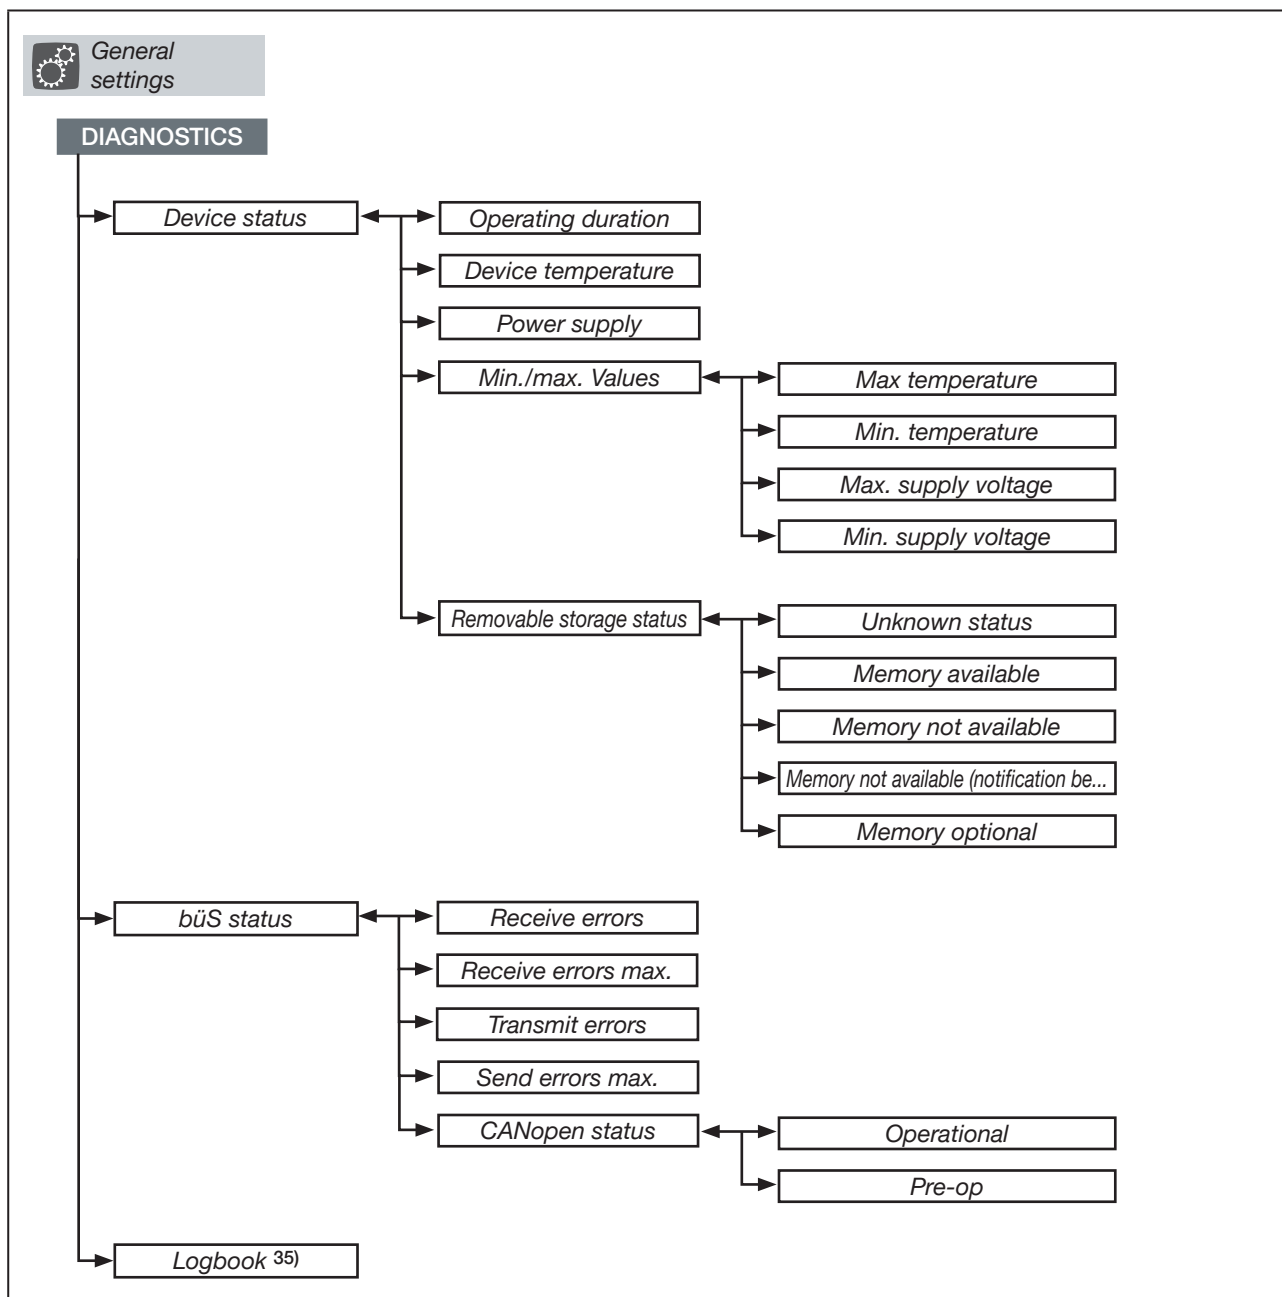 General
settings
DIAGNOSTICS
Device status
Operating duration
Device temperature
Power supply
Min./max. Values
Max temperature
Min. temperature
Max. supply voltage
Min. supply voltage
Removable storage status
Unknown status
Memory available
Memory not available
Memory not available (notification be...
Memory optional
büS status
Receive errors
Receive errors max.
Transmit errors
Send errors max.
CANopen status
Operational
Pre-op
Logbook 35)